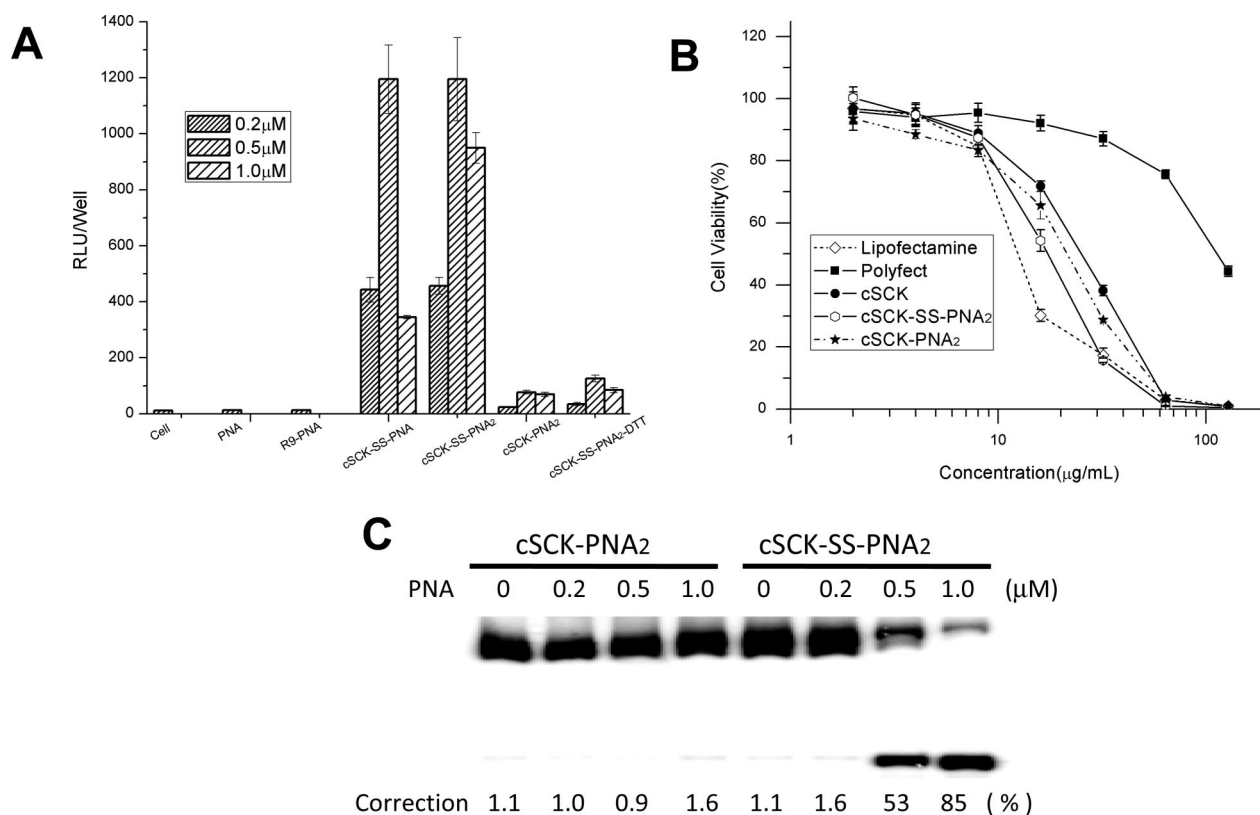 A
1400
1200
1000
800
600
400
200
0
RLU/Well
0.2μM
0.5μM
1.0μM
Cell
PNA
R9-PNA
cSCK-SS-PNA
cSCK-SS-PNA₂
cSCK-PNA₂
cSCK-SS-PNA₂-DTT
B
120
100
80
60
40
20
0
Cell Viability(%)
Lipofectamine
Polyfect
cSCK
cSCK-SS-PNA₂
cSCK-PNA₂
1 10 100
Concentration(μg/mL)
C
cSCK-PNA₂ cSCK-SS-PNA₂
PNA 0 0.2 0.5 1.0 0 0.2 0.5 1.0 (μM)
Correction 1.1 1.0 0.9 1.6 1.1 1.6 53 85 ( % )